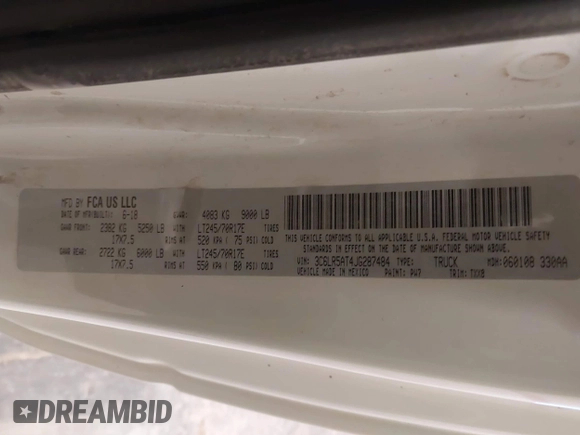 MFD BY FCA US LLC
DATE OF MFR(BUILT): 6-18 GVWR: 4083 KG 9000 LB
GAWR FRONT: 2382 KG 5250 LB WITH LT245/70R17E TIRES
17X7.5 RIMS AT 520 KPA/ 75 PSI COLD
GAWR REAR: 2722 KG 6000 LB WITH LT245/70R17E TIRES
17X7.5 RIMS AT 550 KPA/ 80 PSI COLD
THIS VEHICLE CONFORMS TO ALL APPLICABLE U.S.A. FEDERAL MOTOR VEHICLE SAFETY
STANDARDS IN EFFECT ON THE DATE OF MANUFACTURE SHOWN ABOVE.
VIN: 3C6LR5AT4JG287484 TYPE: TRUCK MDH: 060108 330AA
VEHICLE MADE IN MEXICO PAINT: PW7 TRIM: TXX8
DREAMBID